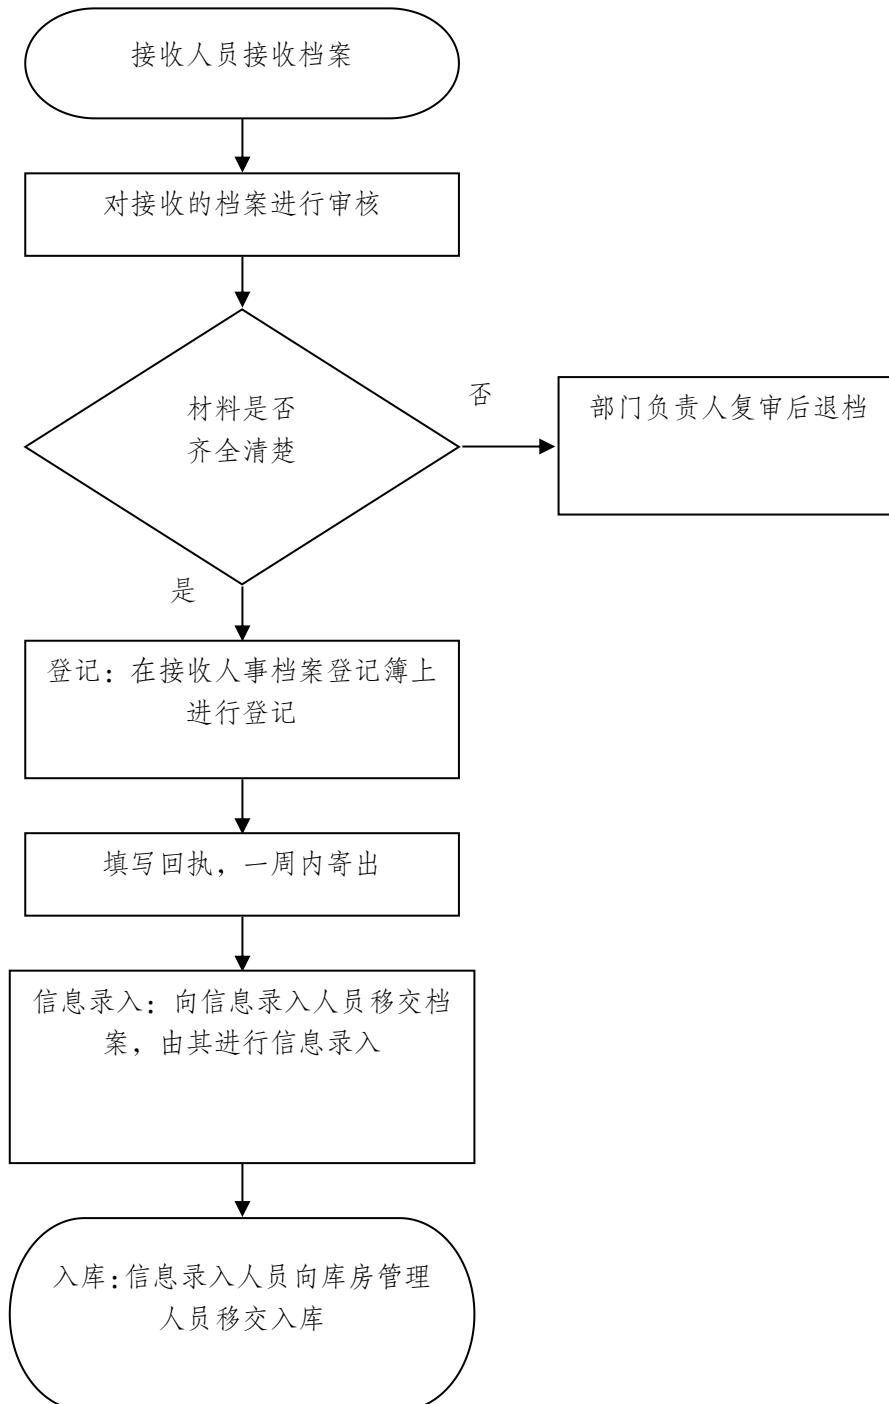 接收人员接收档案
对接收的档案进行审核
材料是否
齐全清楚
否
部门负责人复审后退档
是
登记：在接收人事档案登记簿上
进行登记
填写回执，一周内寄出
信息录入：向信息录入人员移交档
案，由其进行信息录入
入库：信息录入人员向库房管理
人员移交入库